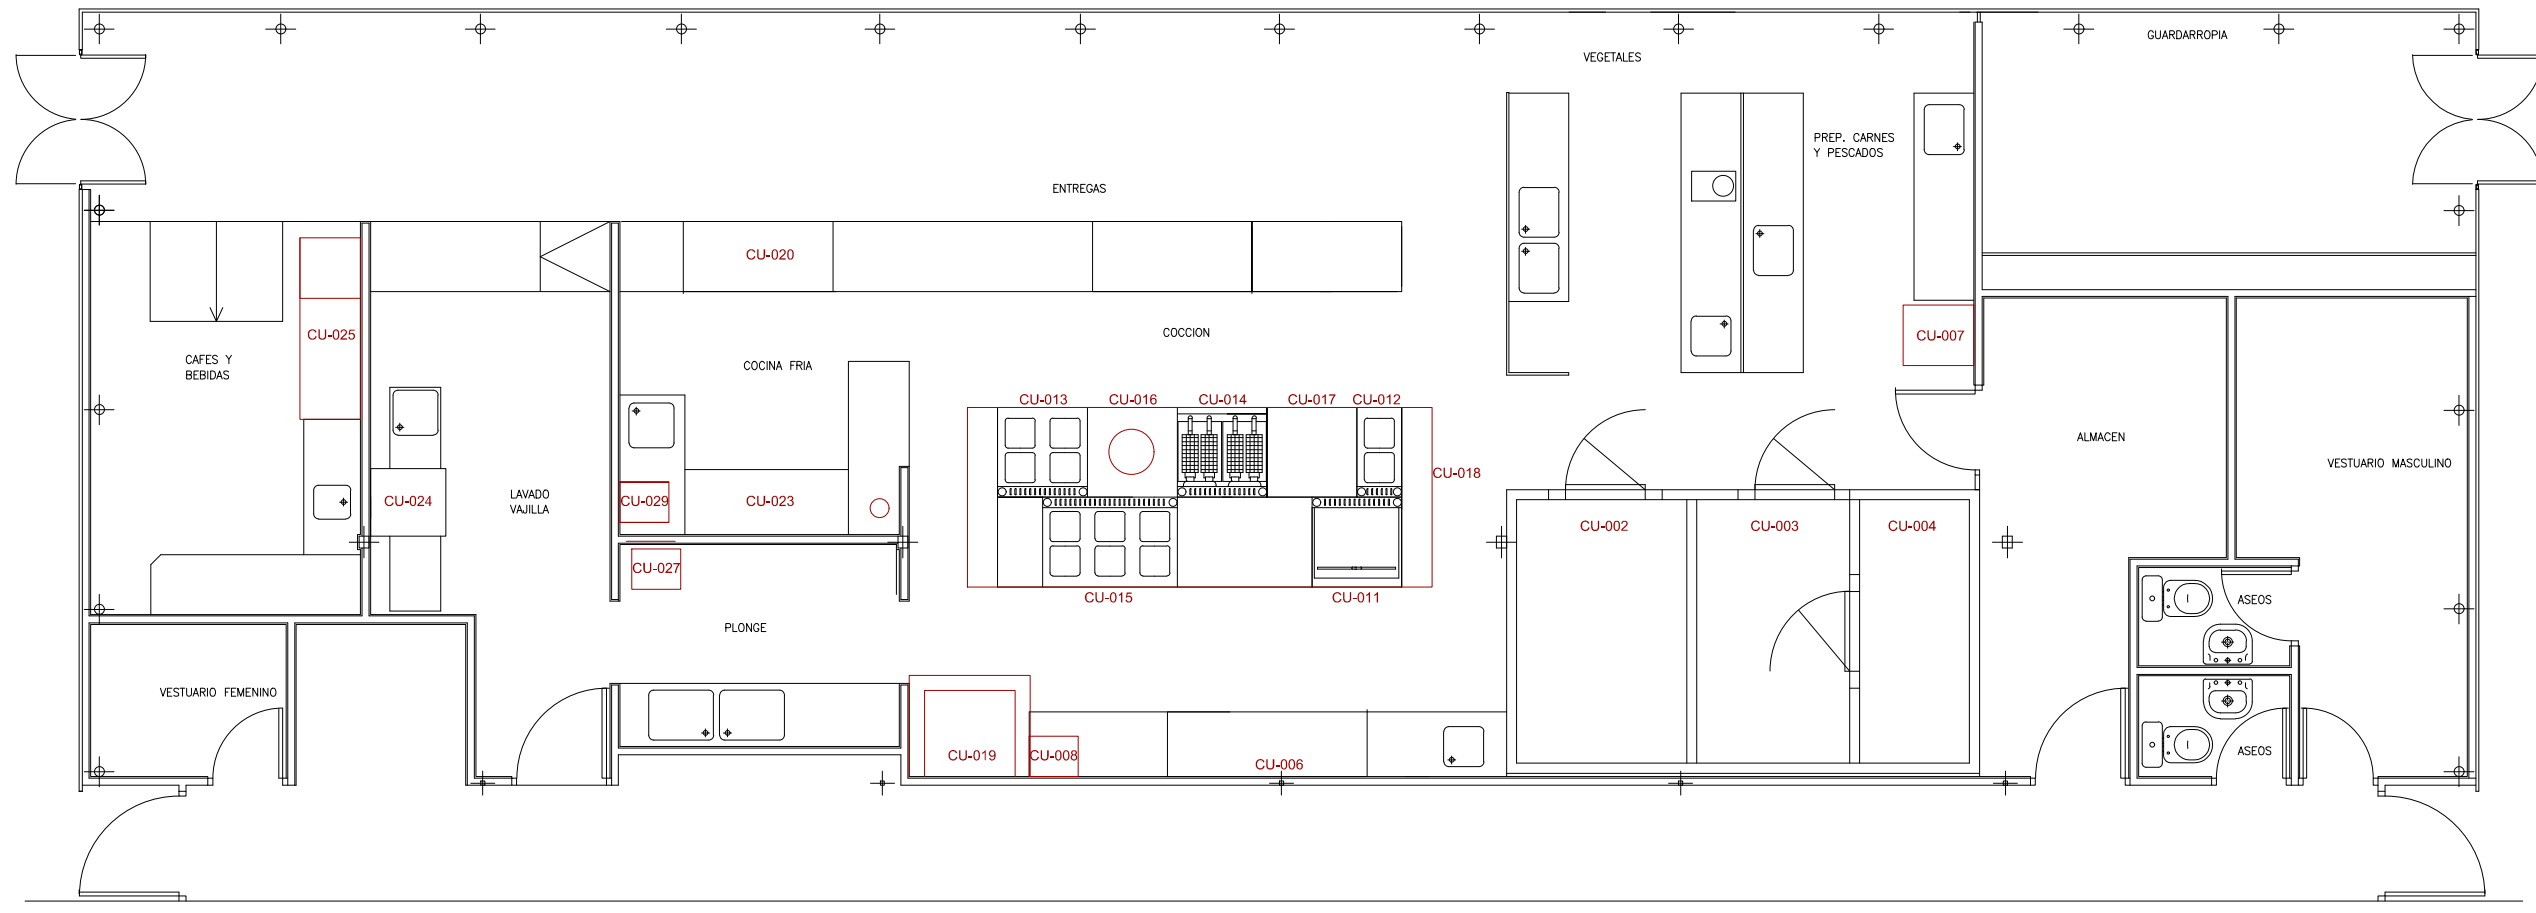 GUARDARROPIA
VEGETALES
PREP. CARNES
Y PESCADOS
ENTREGAS
CU-020
CU-025
CAFES Y
BEBIDAS
COCCION
COCINA FRIA
CU-007
CU-013
CU-016
CU-014
CU-017
CU-012
ALMACEN
VESTUARIO MASCULINO
CU-018
CU-024
LAVADO
VAJILLA
CU-029
CU-023
CU-002
CU-003
CU-004
CU-027
CU-015
CU-011
ASEOS
PLONGE
VESTUARIO FEMENINO
CU-019
CU-008
CU-006
ASEOS